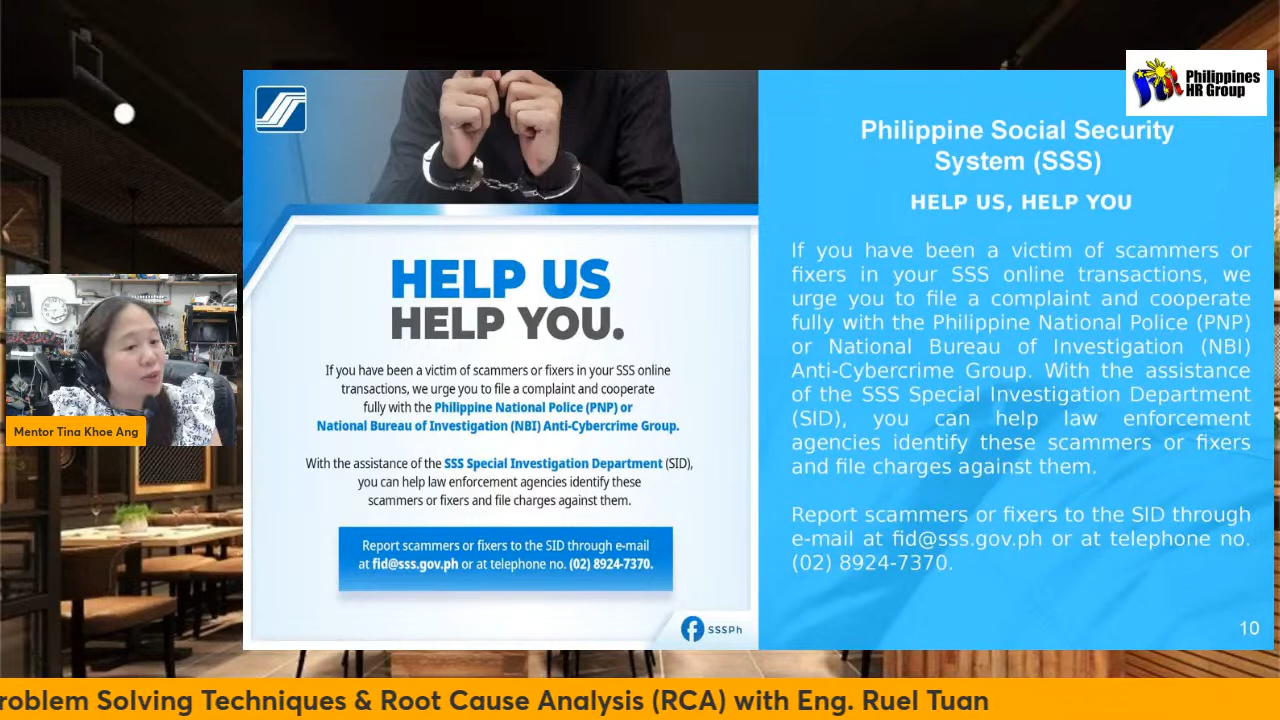 Philippines
HR Group
Philippine Social Security
System (SSS)
HELP US, HELP YOU
If you have been a victim of scammers or
fixers in your SSS online transactions, we
urge you to file a complaint and cooperate
fully with the Philippine National Police (PNP)
or National Bureau of Investigation (NBI)
Anti-Cybercrime Group. With the assistance
of the SSS Special Investigation Department
(SID), you can help law enforcement
agencies identify these scammers or fixers
and file charges against them.
Report scammers or fixers to the SID through
e-mail at fid@sss.gov.ph or at telephone no.
(02) 8924-7370.
10
HELP US
HELP YOU.
If you have been a victim of scammers or fixers in your SSS online
transactions, we urge you to file a complaint and cooperate
fully with the Philippine National Police (PNP) or
National Bureau of Investigation (NBI) Anti-Cybercrime Group.
With the assistance of the SSS Special Investigation Department (SID),
you can help law enforcement agencies identify these
scammers or fixers and file charges against them.
Report scammers or fixers to the SID through e-mail
at fid@sss.gov.ph or at telephone no. (02) 8924-7370.
SSSPh
Mentor Tina Khoe Ang
roblem Solving Techniques & Root Cause Analysis (RCA) with Eng. Ruel Tuan